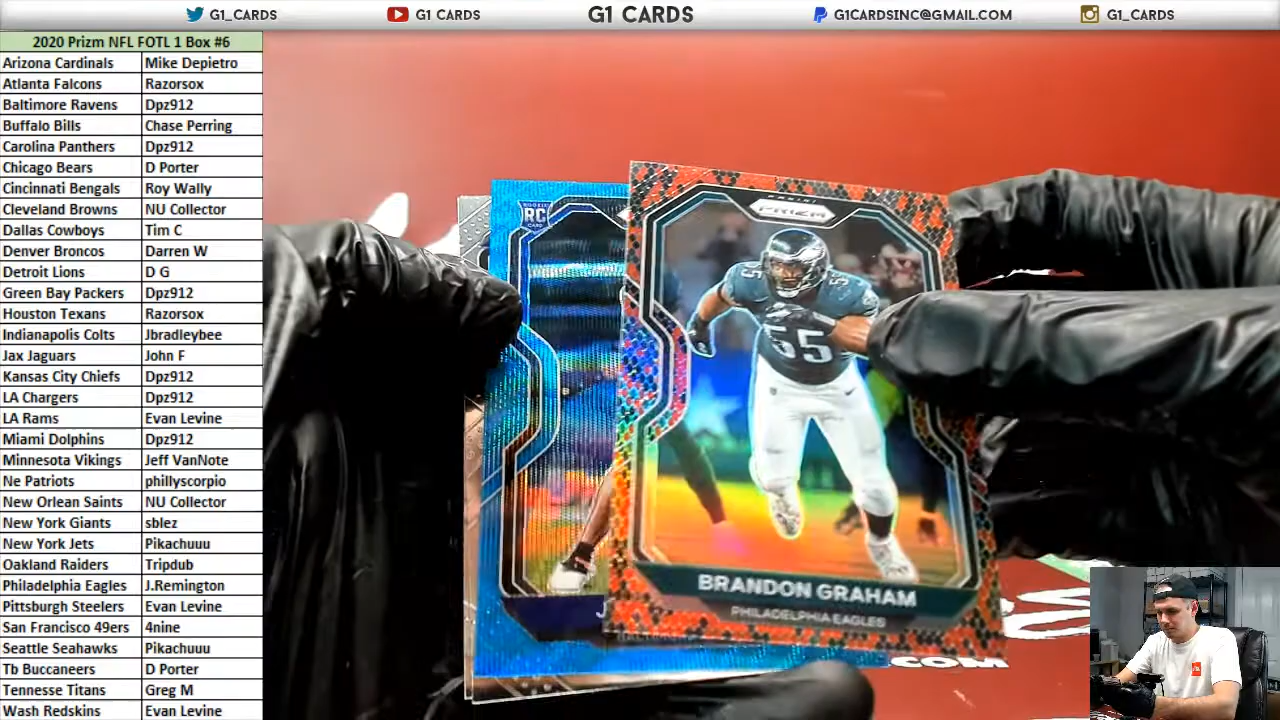 G1_CARDS
G1 CARDS
G1 CARDS
G1CARDSINC@GMAIL.COM
G1_CARDS
2020 Prizm NFL FOTL 1 Box #6
Arizona Cardinals Mike Depietro
Atlanta Falcons Razorsox
Baltimore Ravens Dpz912
Buffalo Bills Chase Perring
Carolina Panthers Dpz912
Chicago Bears D Porter
Cincinnati Bengals Roy Wally
Cleveland Browns NU Collector
Dallas Cowboys Tim C
Denver Broncos Darren W
Detroit Lions D G
Green Bay Packers Dpz912
Houston Texans Razorsox
Indianapolis Colts Jbradleybee
Jax Jaguars John F
Kansas City Chiefs Dpz912
LA Chargers Dpz912
LA Rams Evan Levine
Miami Dolphins Dpz912
Minnesota Vikings Jeff VanNote
Ne Patriots phillyscorpio
New Orlean Saints NU Collector
New York Giants sblez
New York Jets Pikachuuu
Oakland Raiders Tripdub
Philadelphia Eagles J.Remington
Pittsburgh Steelers Evan Levine
San Francisco 49ers 4nine
Seattle Seahawks Pikachuuu
Tb Buccaneers D Porter
Tennesse Titans Greg M
Wash Redskins Evan Levine
RC
PANINI
PRIZM
55
55
BRANDON GRAHAM
PHILADELPHIA EAGLES
J
.COM